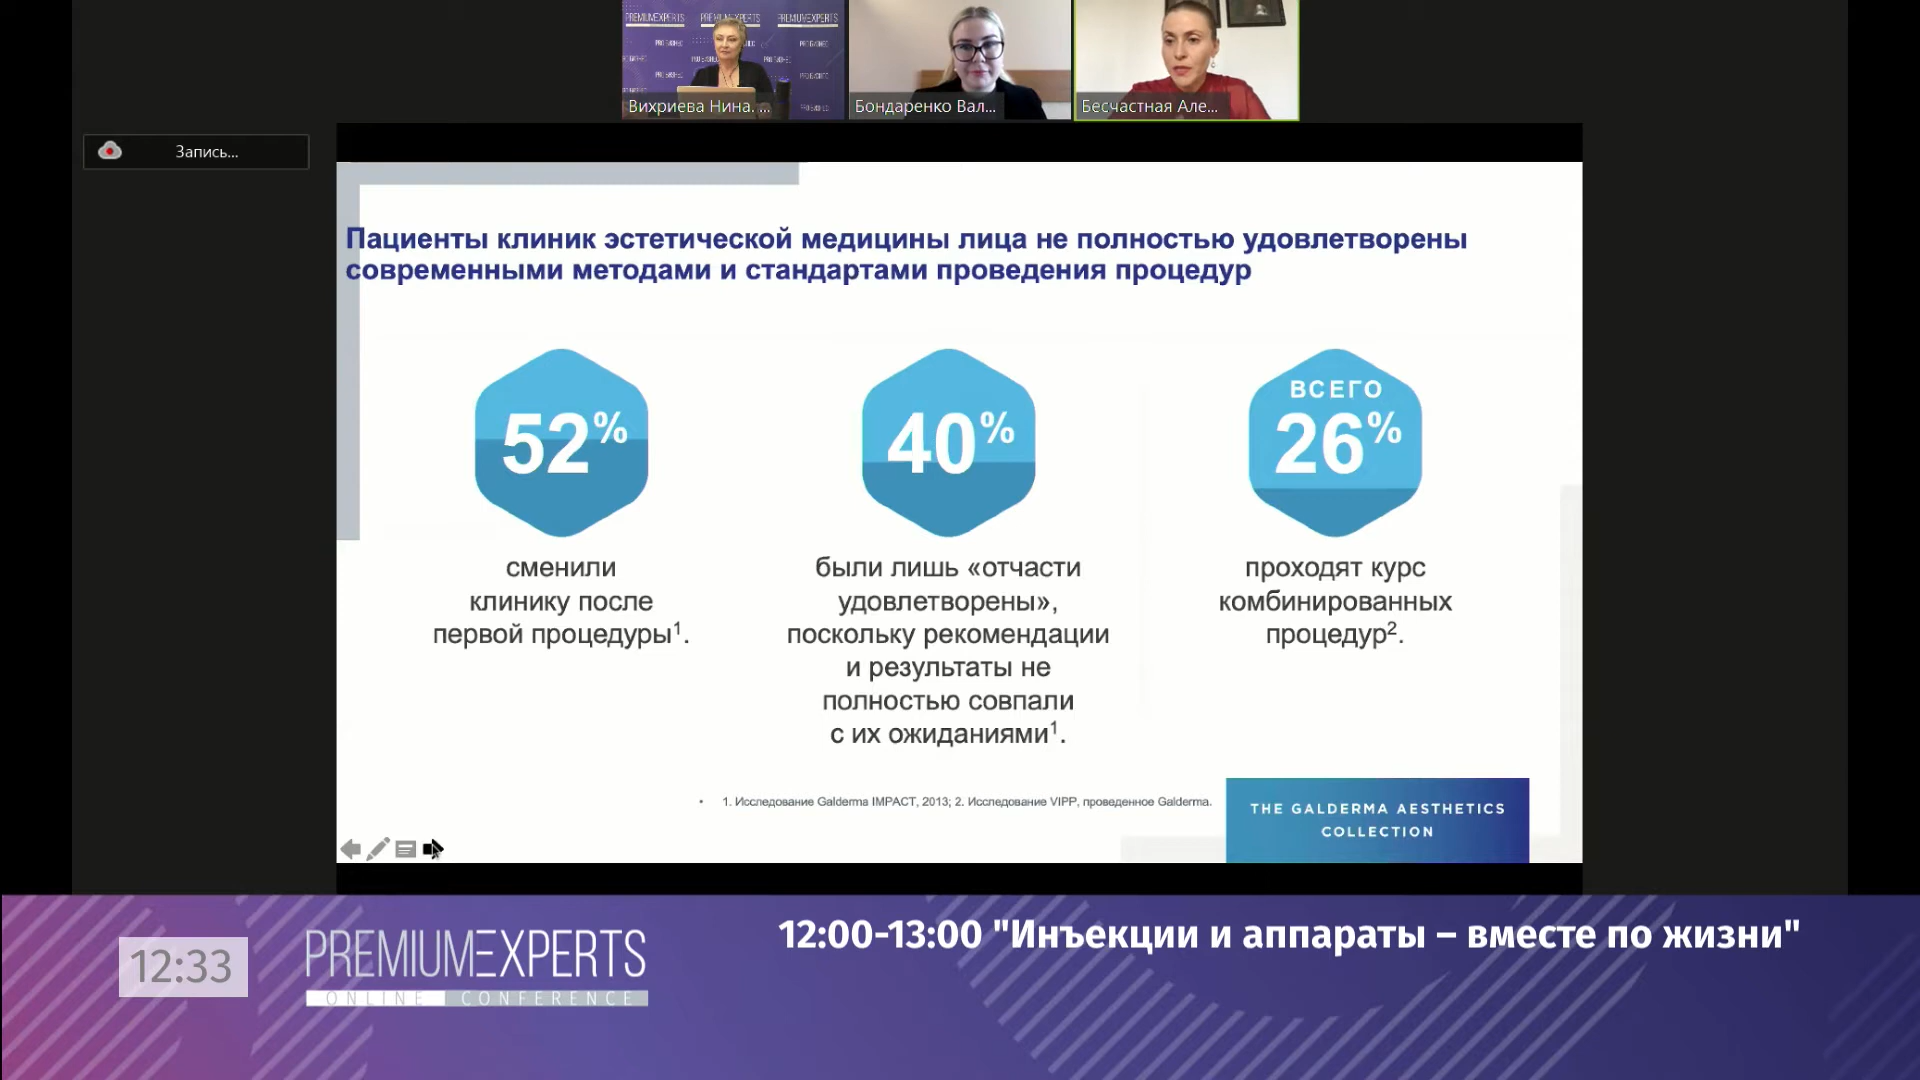 PREMIUMEXPERTS PREMIUMEXPERTS PREMIUMEXPERTS
Вихриева Нина. ...
Бондаренко Вал...
Бесчастная Але...
Запись...
Пациенты клиник эстетической медицины лица не полностью удовлетворены
современными методами и стандартами проведения процедур
52%
40%
ВСЕГО
26%
сменили
клинику после
первой процедуры¹.
были лишь «отчасти
удовлетворены»,
поскольку рекомендации
и результаты не
полностью совпали
с их ожиданиями¹.
проходят курс
комбинированных
процедур².
• 1. Исследование Galderma IMPACT, 2013; 2. Исследование VIPP, проведенное Galderma.
THE GALDERMA AESTHETICS
COLLECTION
12:33
PREMIUMEXPERTS
ONLINE CONFERENCE
12:00-13:00 "Инъекции и аппараты – вместе по жизни"